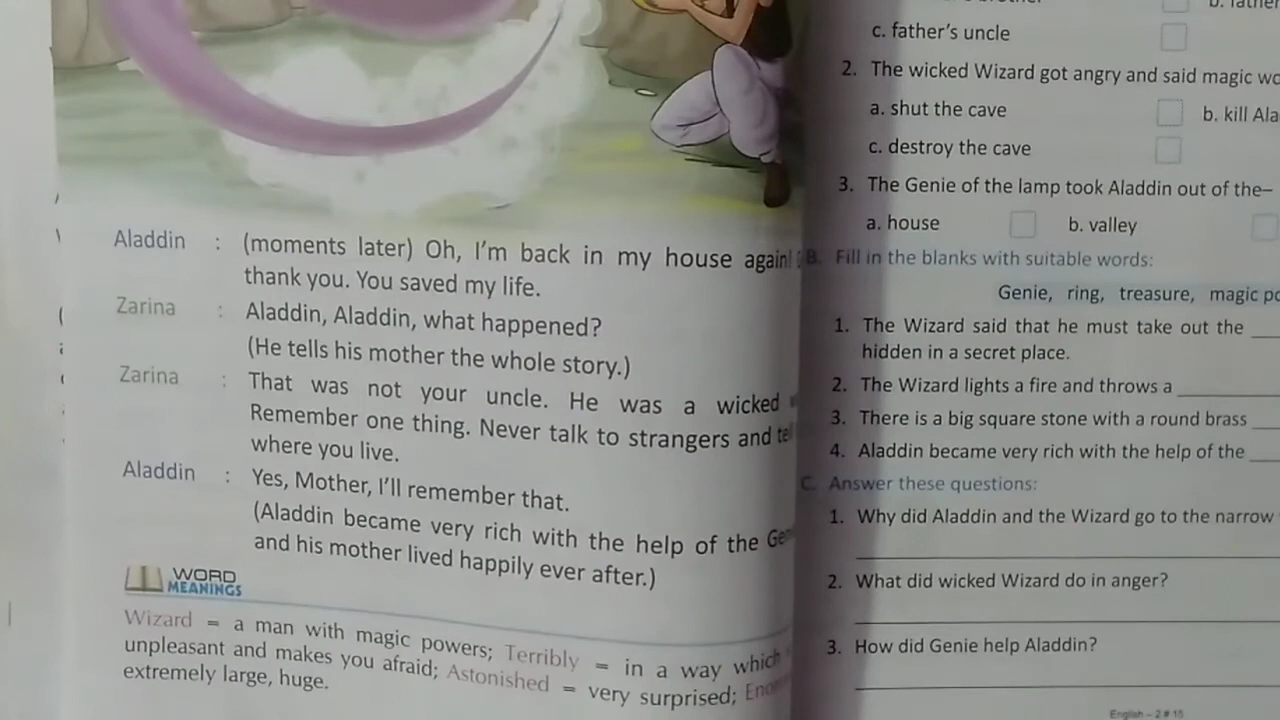 Aladdin : (moments later) Oh, I'm back in my house again!
thank you. You saved my life.
Zarina : Aladdin, Aladdin, what happened?
(He tells his mother the whole story.)
Zarina : That was not your uncle. He was a wicked
Remember one thing. Never talk to strangers and
where you live.
Aladdin : Yes, Mother, I'll remember that.
(Aladdin became very rich with the help of the
and his mother lived happily ever after.)
WORD
MEANINGS
Wizard = a man with magic powers; Terribly = in a way which
unpleasant and makes you afraid; Astonished = very surprised;
extremely large, huge.
c. father's uncle
2. The wicked Wizard got angry and said magic
a. shut the cave b. kill
c. destroy the cave
3. The Genie of the lamp took Aladdin out of the–
a. house b. valley
B. Fill in the blanks with suitable words:
Genie, ring, treasure, magic
1. The Wizard said that he must take out the ___
hidden in a secret place.
2. The Wizard lights a fire and throws a ___
3. There is a big square stone with a round brass ___
4. Aladdin became very rich with the help of the ___
C. Answer these questions:
1. Why did Aladdin and the Wizard go to the narrow
2. What did wicked Wizard do in anger?
3. How did Genie help Aladdin?
English – 2 # 15